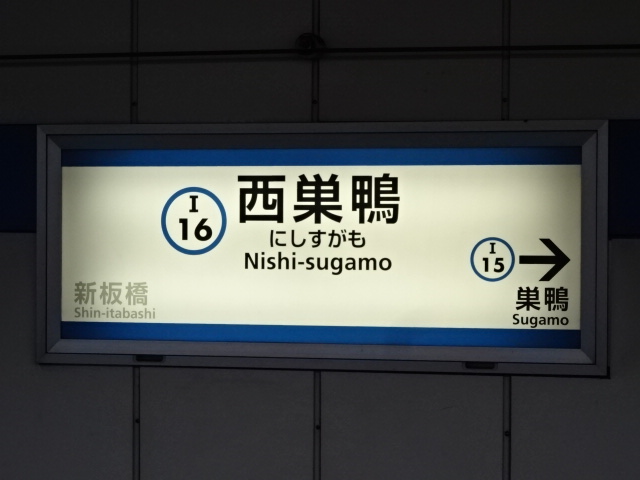 I
16
西巣鴨
にしすがも
Nishi-sugamo
新板橋
Shin-itabashi
I
15
→
巣鴨
Sugamo